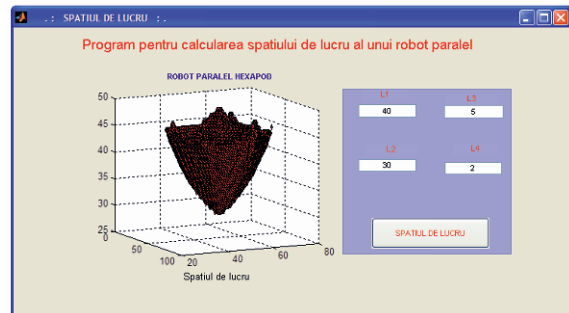 . : SPATIUL DE LUCRU : .
Program pentru calcularea spatiului de lucru al unui robot paralel
ROBOT PARALEL HEXAPOD
50
45
40
35
30
25
0
50
100
20
40
60
80
Spatiul de lucru
L1
L3
40
5
L2
L4
30
2
SPATIUL DE LUCRU